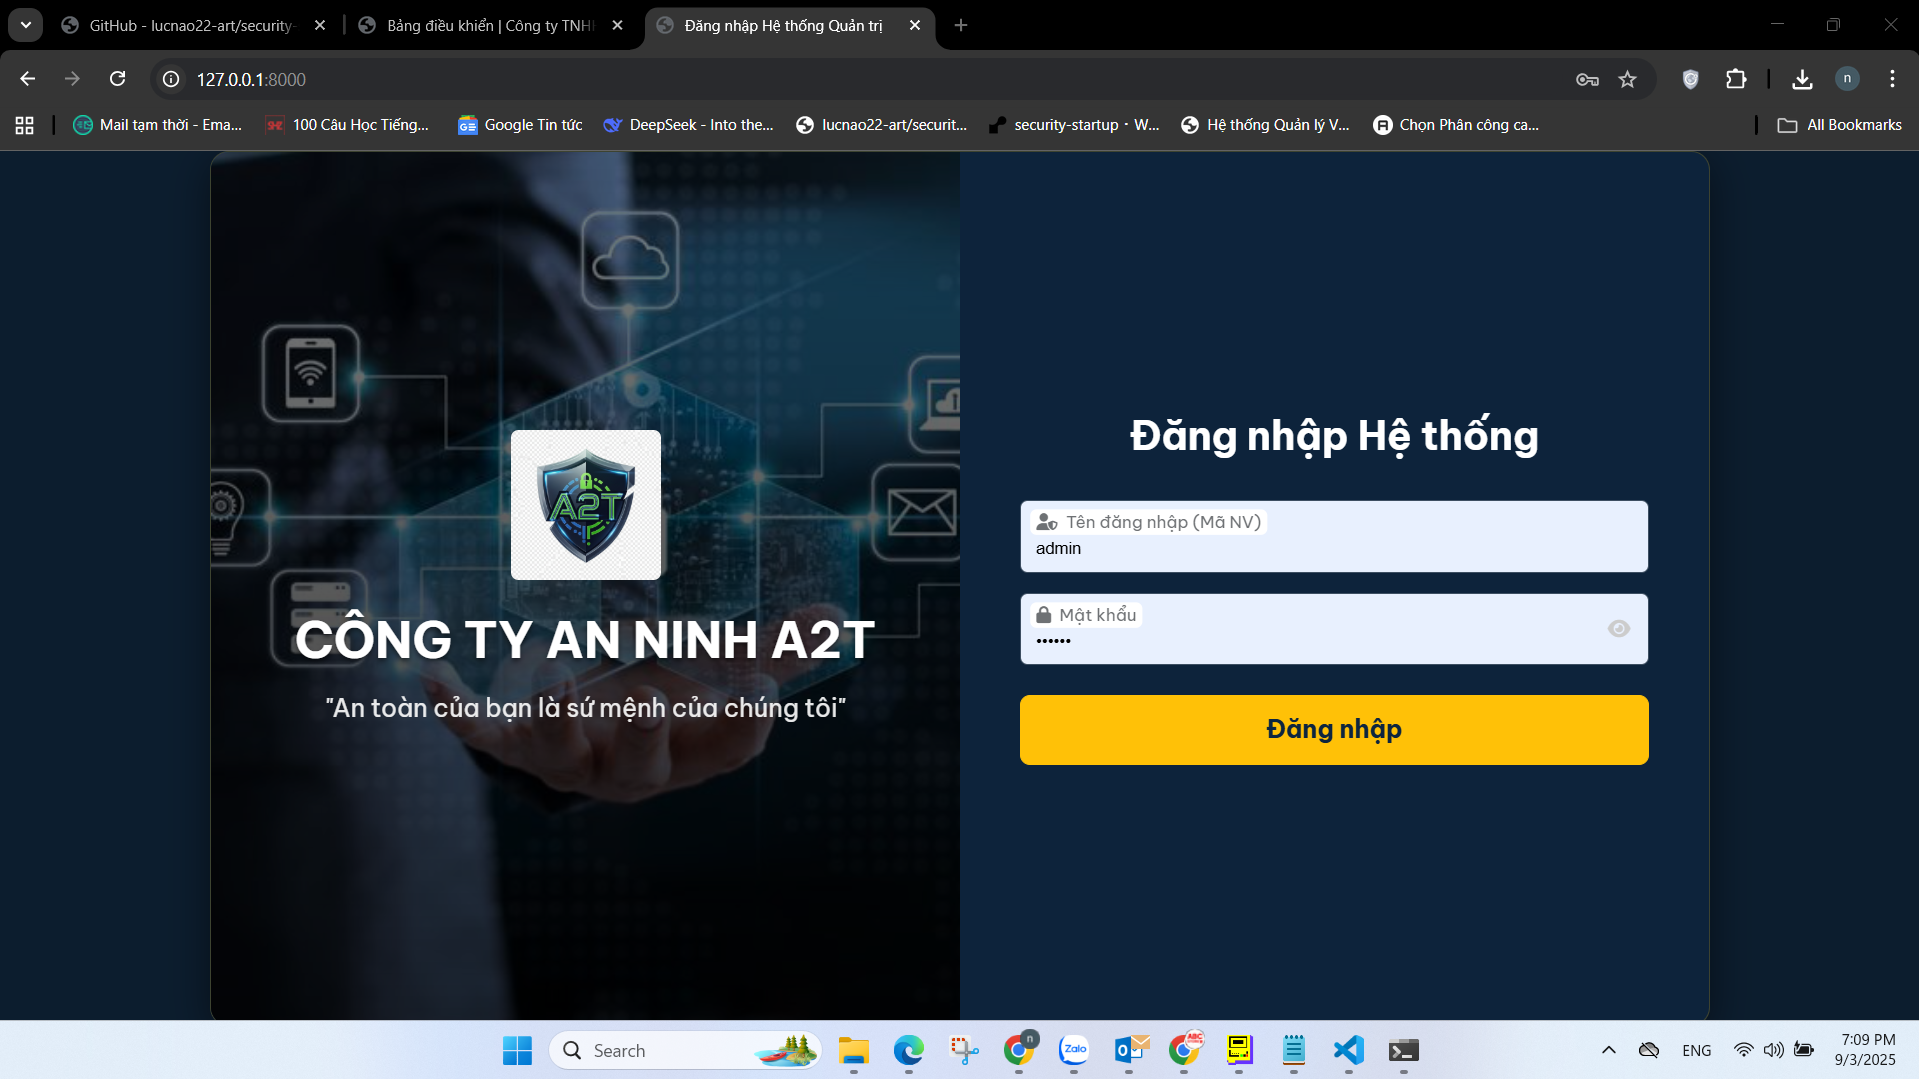 GitHub - lucnao22-art/security-
Bảng điều khiển | Công ty TNHH
Đăng nhập Hệ thống Quản trị
127.0.0.1:8000
n
Mail tạm thời - Ema...
100 Câu Học Tiếng...
Google Tin tức
DeepSeek - Into the...
lucnao22-art/securit...
security-startup · W...
Hệ thống Quản lý V...
Chọn Phân công ca...
All Bookmarks
A2T
CÔNG TY AN NINH A2T
"An toàn của bạn là sứ mệnh của chúng tôi"
Đăng nhập Hệ thống
Tên đăng nhập (Mã NV)
admin
Mật khẩu
••••••
Đăng nhập
Search
n
Zalo
ABC
ENG
7:09 PM
9/3/2025